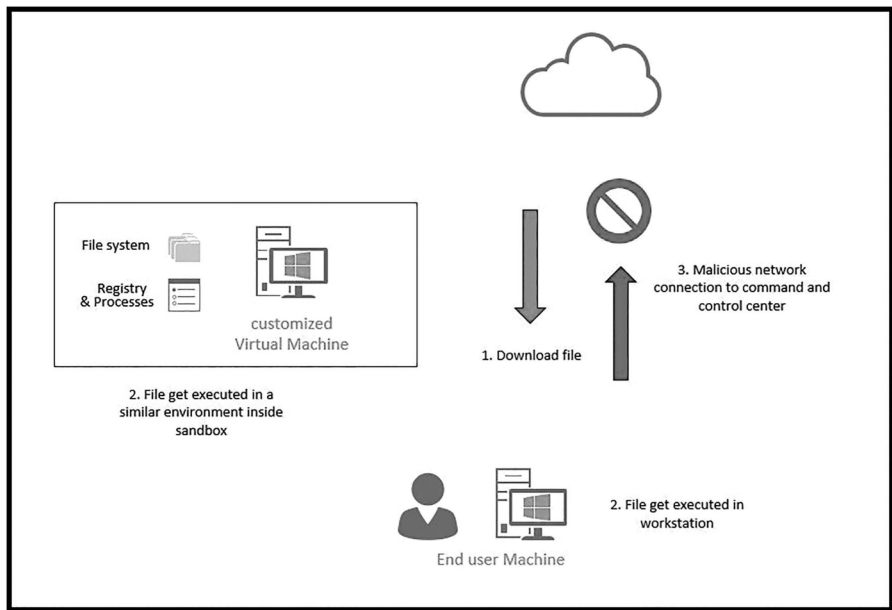 File system
Registry
& Processes
customized
Virtual Machine
2. File get executed in a
similar environment inside
sandbox
1. Download file
3. Malicious network
connection to command and
control center
2. File get executed in
workstation
End user Machine